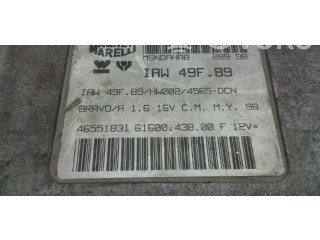 MARELLI
MSNDAHAB 289 98
IAW 49F.B9
IAW 49F.B9/HW002/4565-DCN
BRAVO/A 1.6 16V C.M. M.Y. 98
46551831 61600.438.00 F 12V=